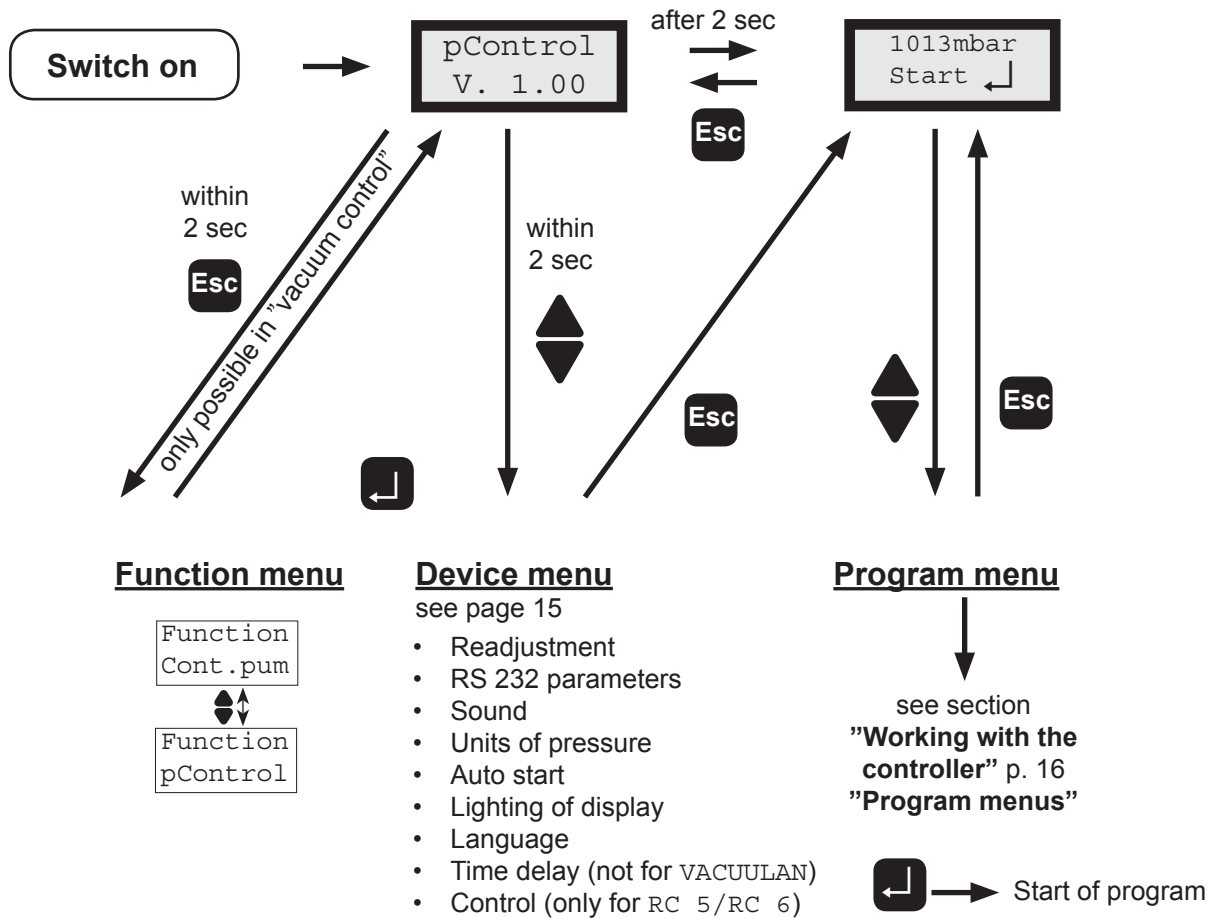 Switch on
pControl
V. 1.00
after 2 sec
Esc
1013mbar
Start ↵
within
2 sec
Esc
only possible in ”vacuum control”
within
2 sec
Esc
Esc
Function menu
Function
Cont.pum
Function
pControl
Device menu
see page 15
• Readjustment
• RS 232 parameters
• Sound
• Units of pressure
• Auto start
• Lighting of display
• Language
• Time delay (not for VACUULAN)
• Control (only for RC 5/RC 6)
Program menu
see section
”Working with the
controller” p. 16
”Program menus”
Start of program